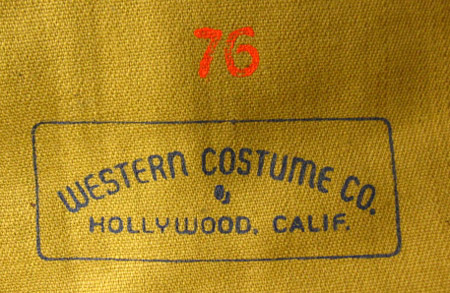 76
WESTERN COSTUME CO.
HOLLYWOOD, CALIF.